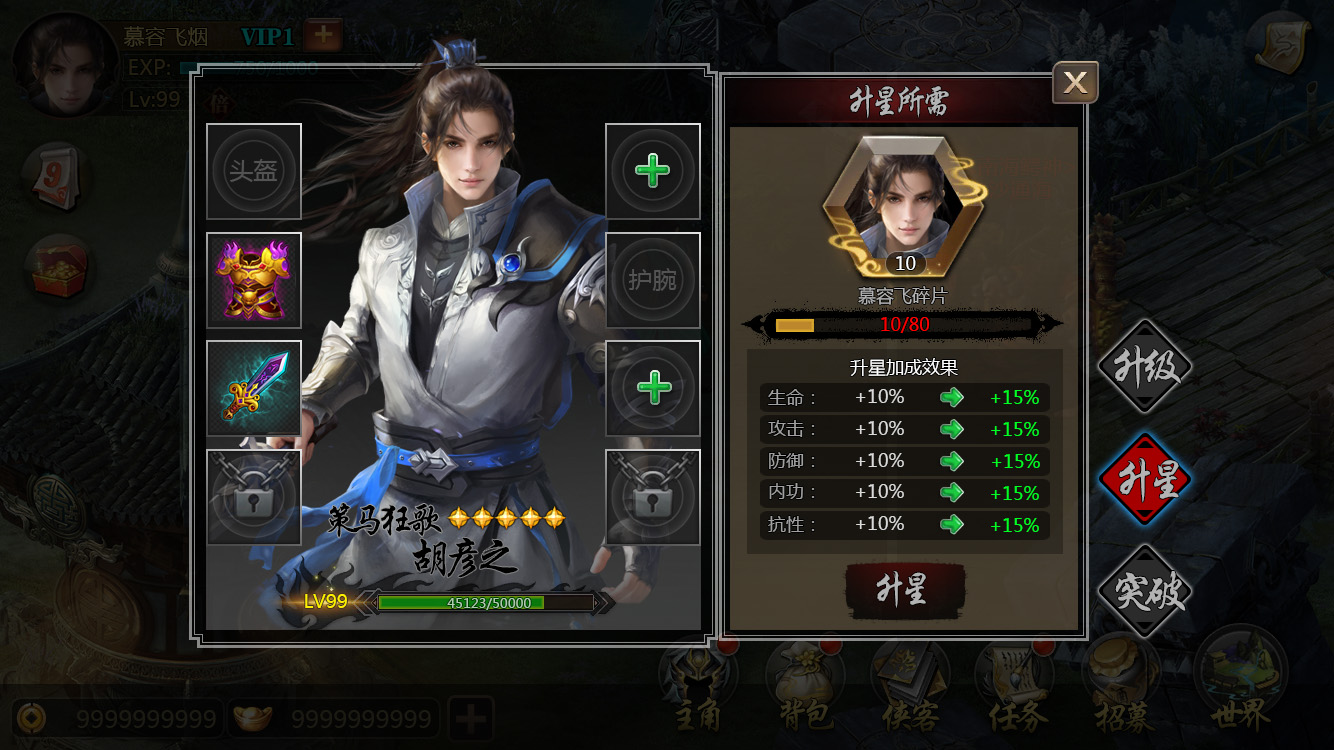 慕容飞烟 VIP1
EXP: 750/1000
Lv:99
倍
9
头盔
护腕
策马狂歌
胡彦之
LV99 45123/50000
升星所需
10
慕容飞碎片
10/80
升星加成效果
生命： +10% +15%
攻击： +10% +15%
防御： +10% +15%
内功： +10% +15%
抗性： +10% +15%
升星
升级
升星
突破
9999999999
9999999999
主角
背包
侠客
任务
招募
世界